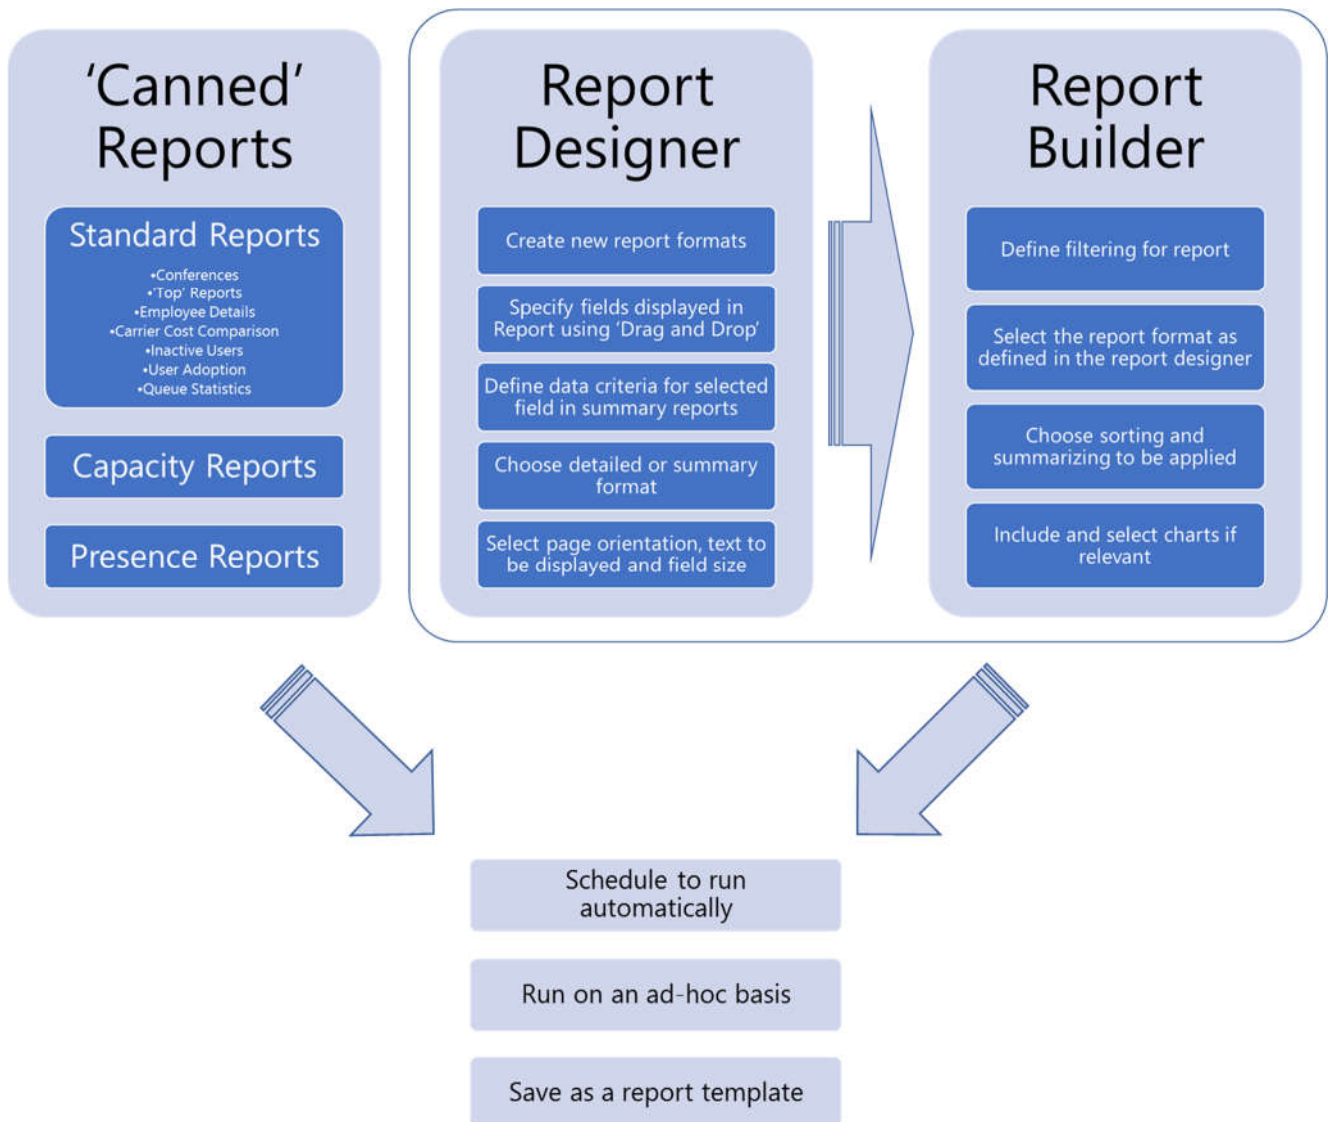 ‘Canned’
Reports
Standard Reports
•Conferences
•‘Top’ Reports
•Employee Details
•Carrier Cost Comparison
•Inactive Users
•User Adoption
•Queue Statistics
Capacity Reports
Presence Reports
Report
Designer
Create new report formats
Specify fields displayed in
Report using ‘Drag and Drop’
Define data criteria for selected
field in summary reports
Choose detailed or summary
format
Select page orientation, text to
be displayed and field size
Report
Builder
Define filtering for report
Select the report format as
defined in the report designer
Choose sorting and
summarizing to be applied
Include and select charts if
relevant
Schedule to run
automatically
Run on an ad-hoc basis
Save as a report template